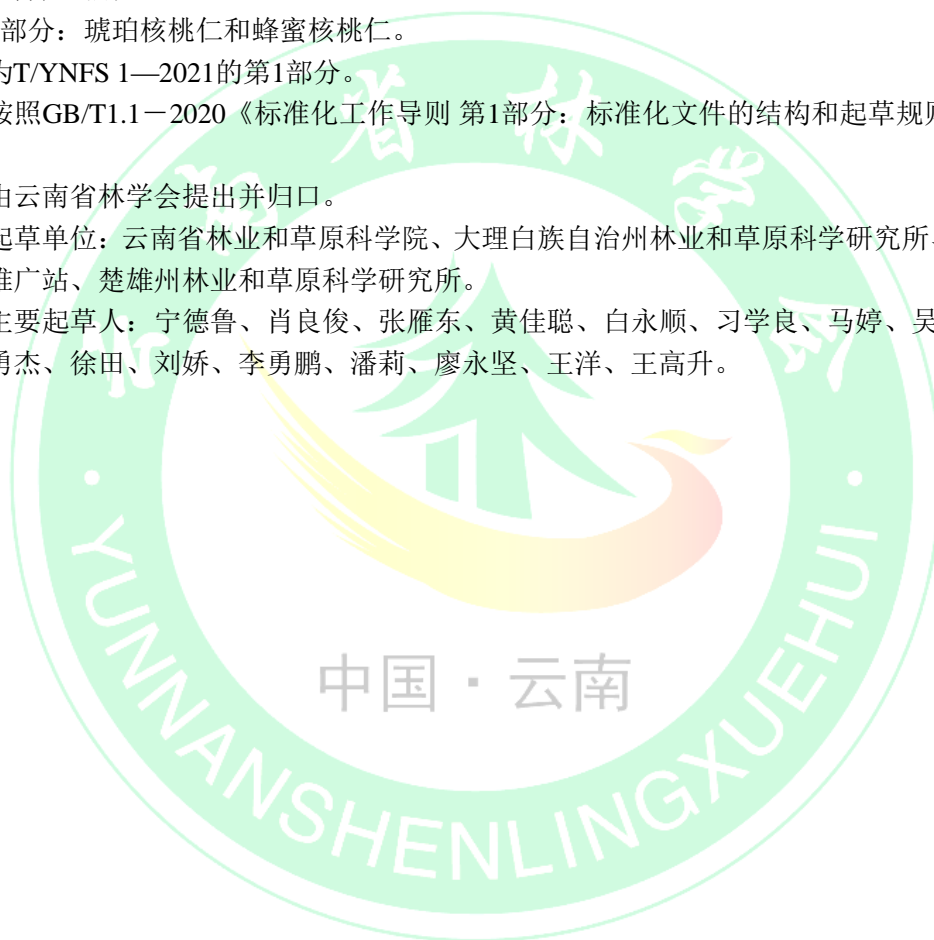 部分：琥珀核桃仁和蜂蜜核桃仁。
为T/YNFS 1—2021的第1部分。
按照GB/T1.1－2020《标准化工作导则 第1部分：标准化文件的结构和起草规则
由云南省林学会提出并归口。
起草单位：云南省林业和草原科学院、大理白族自治州林业和草原科学研究所、
推广站、楚雄州林业和草原科学研究所。
主要起草人：宁德鲁、肖良俊、张雁东、黄佳聪、白永顺、习学良、马婷、吴
勇杰、徐田、刘娇、李勇鹏、潘莉、廖永坚、王洋、王高升。
云南省林学会
中国·云南
YUNNANSHENLINGXUEHUI